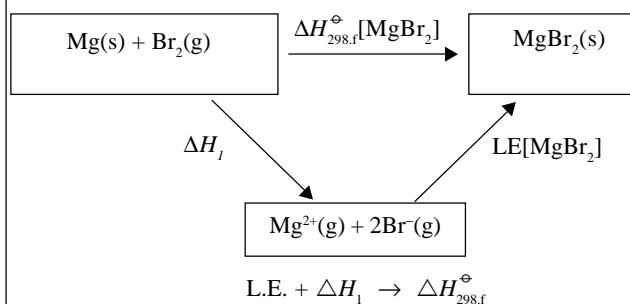 Mg(s) + Br₂(g)
ΔH⦵298.f[MgBr₂]
MgBr₂(s)
ΔH₁
LE[MgBr₂]
Mg²⁺(g) + 2Br⁻(g)
L.E. + △H₁ → △H⦵298.f